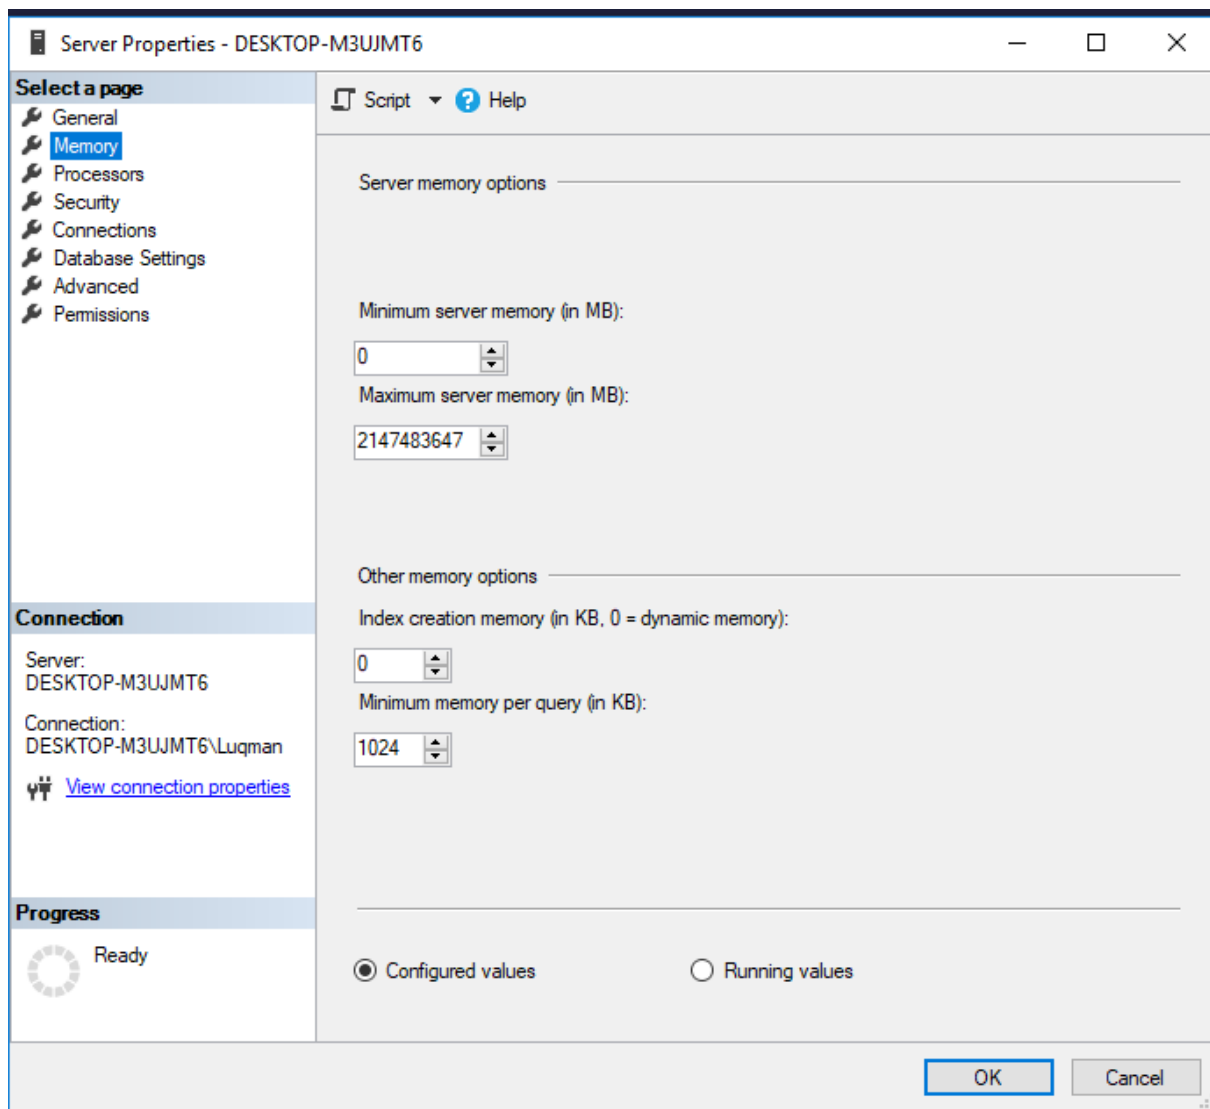 Server Properties - DESKTOP-M3UJMT6
Select a page
General
Memory
Processors
Security
Connections
Database Settings
Advanced
Permissions
Connection
Server:
DESKTOP-M3UJMT6
Connection:
DESKTOP-M3UJMT6\Luqman
View connection properties
Progress
Ready
Script
Help
Server memory options
Minimum server memory (in MB):
0
Maximum server memory (in MB):
2147483647
Other memory options
Index creation memory (in KB, 0 = dynamic memory):
0
Minimum memory per query (in KB):
1024
Configured values
Running values
OK
Cancel